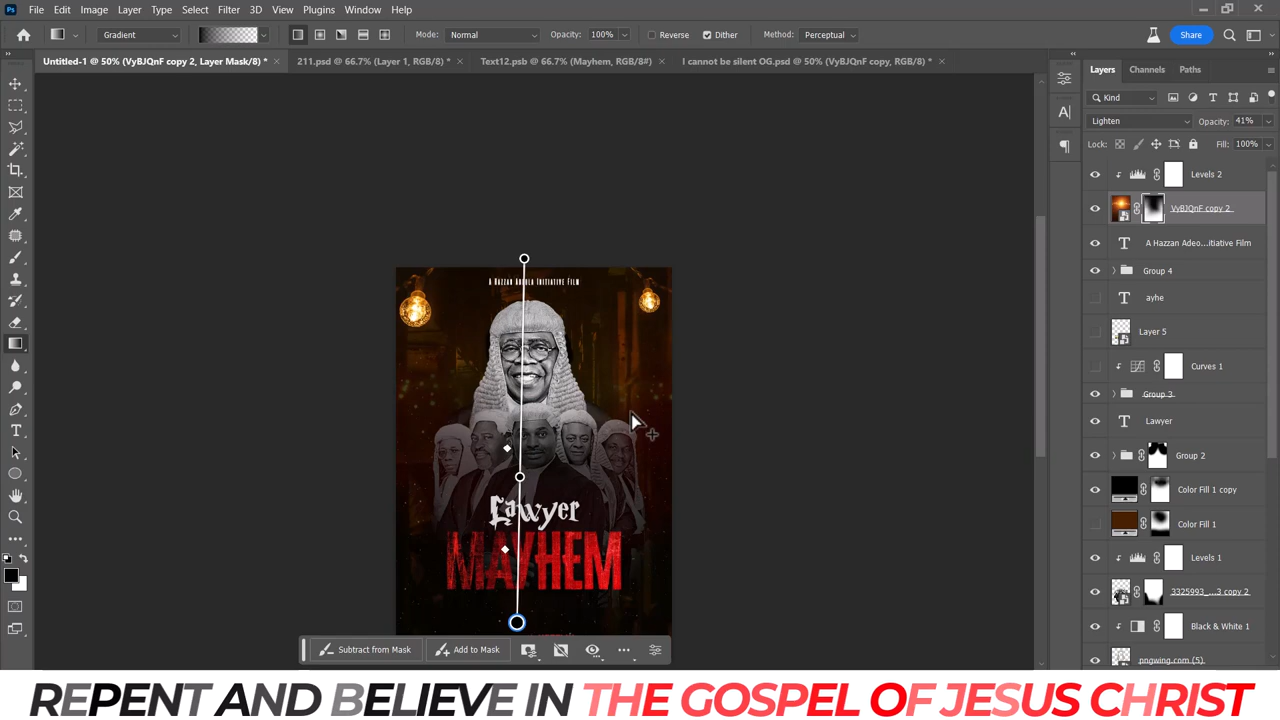 File Edit Image Layer Type Select Filter 3D View Plugins Window Help
Gradient Mode: Normal Opacity: 100% Reverse Dither Method: Perceptual Share
Untitled-1 @ 50% (VyBJQnF copy 2, Layer Mask/8) * 211.psd @ 66.7% (Layer 1, RGB/8) * Text12.psb @ 66.7% (Mayhem, RGB/8#) I cannot be silent OG.psd @ 50% (VyBJQnF copy, RGB/8) *
Layers Channels Paths
Kind
Lighten Opacity: 41%
Lock: Fill: 100%
Levels 2
VyBJQnF copy 2
A Hazzan Adeo...itiative Film
Group 4
ayhe
Layer 5
Curves 1
Group 3
Lawyer
Group 2
Color Fill 1 copy
Color Fill 1
Levels 1
3325993_...3 copy 2
Black & White 1
pngwing.com (5)
Lawyer
MAYHEM
Subtract from Mask Add to Mask
REPENT AND BELIEVE IN THE GOSPEL OF JESUS CHRIST